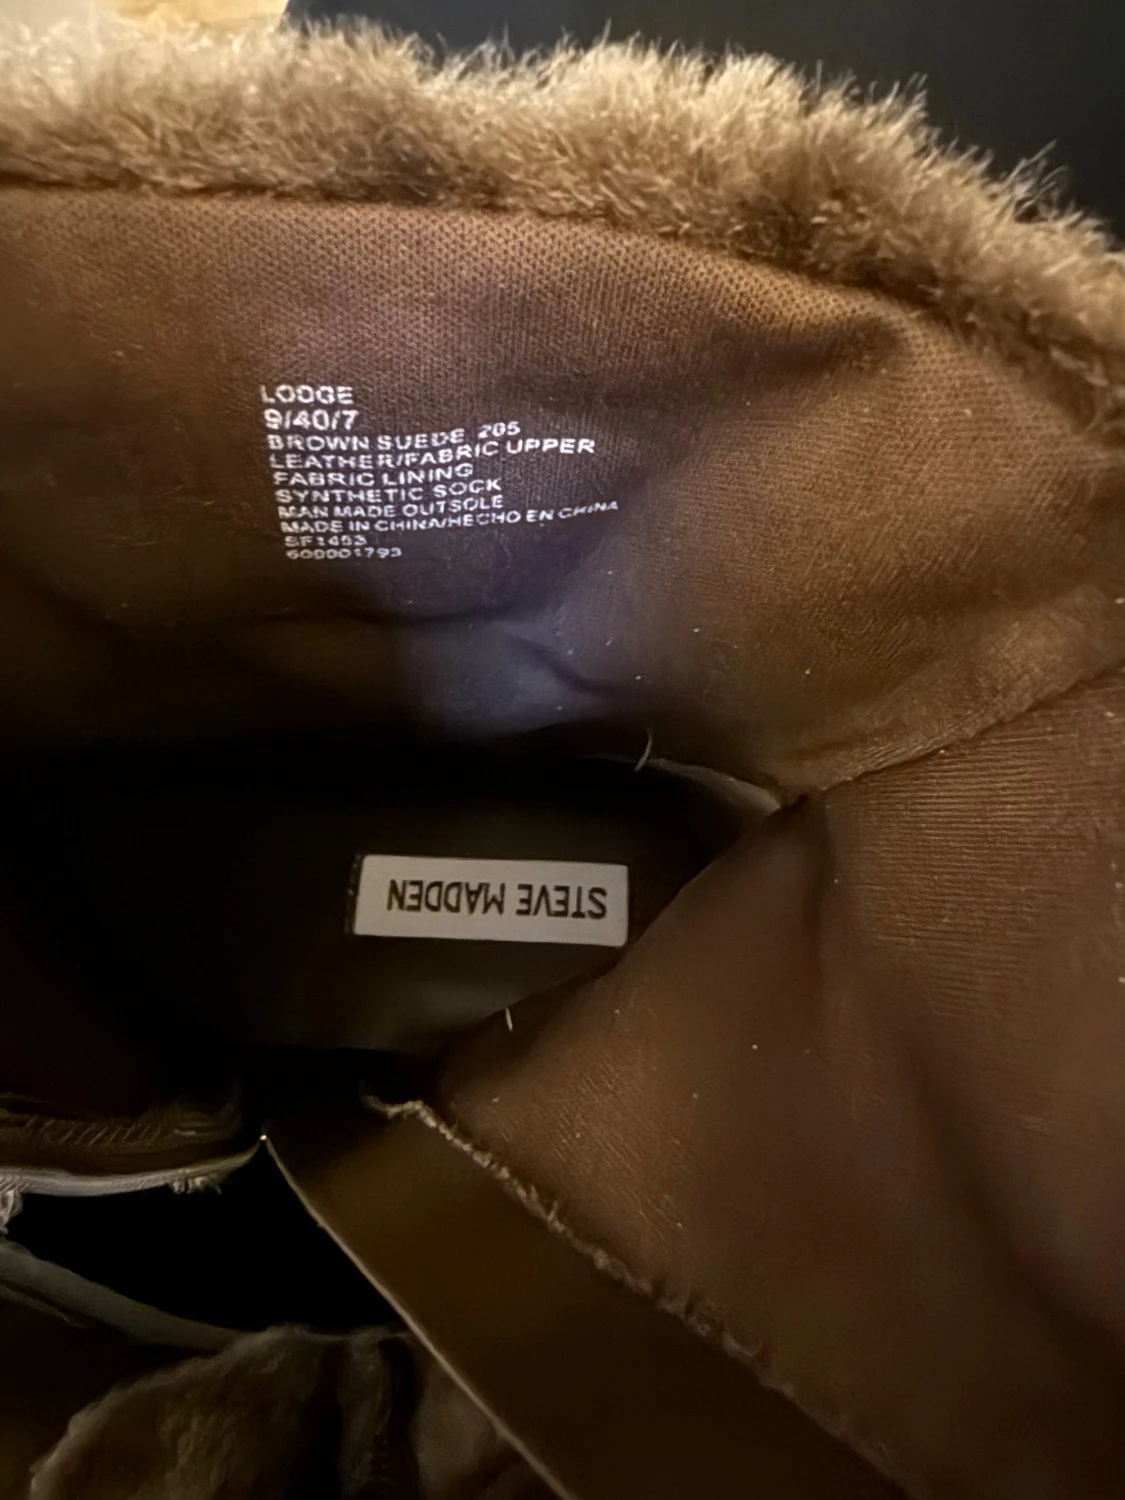 LODGE
9/40/7
BROWN SUEDE 205
LEATHER/FABRIC UPPER
FABRIC LINING
SYNTHETIC SOCK
MAN MADE OUTSOLE
MADE IN CHINA/HECHO EN CHINA
SF1453
600001793
STEVE MADDEN